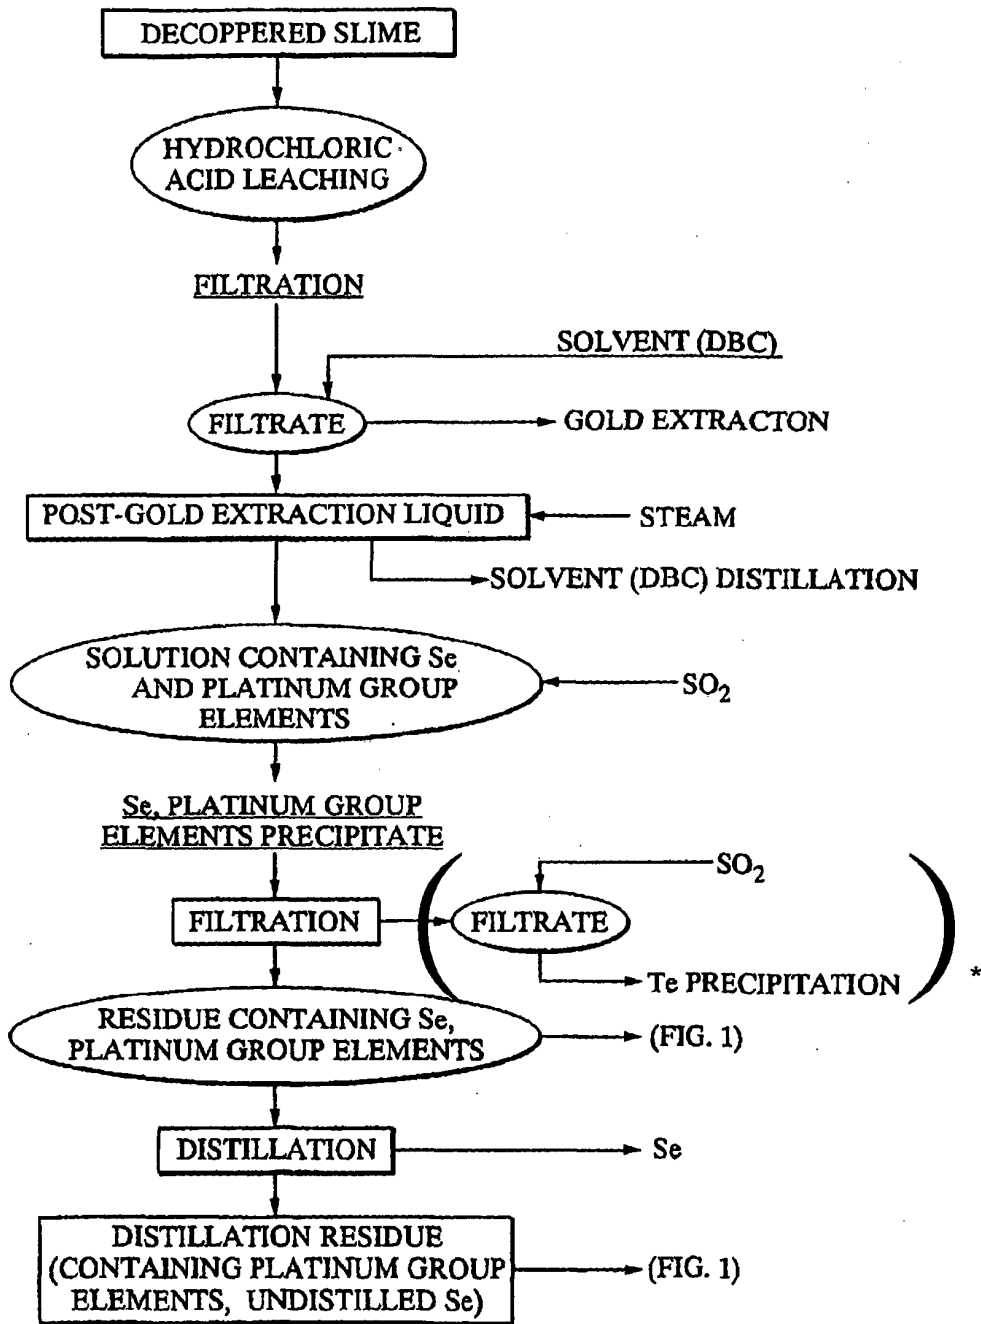 DECOPPERED SLIME
HYDROCHLORIC
ACID LEACHING
FILTRATION
SOLVENT (DBC)
FILTRATE
GOLD EXTRACTON
POST-GOLD EXTRACTION LIQUID
STEAM
SOLVENT (DBC) DISTILLATION
SOLUTION CONTAINING Se
AND PLATINUM GROUP
ELEMENTS
SO2
Se, PLATINUM GROUP
ELEMENTS PRECIPITATE
SO2
FILTRATION
FILTRATE
Te PRECIPITATION
*
RESIDUE CONTAINING Se,
PLATINUM GROUP ELEMENTS
(FIG. 1)
DISTILLATION
Se
DISTILLATION RESIDUE
(CONTAINING PLATINUM GROUP
ELEMENTS, UNDISTILLED Se)
(FIG. 1)